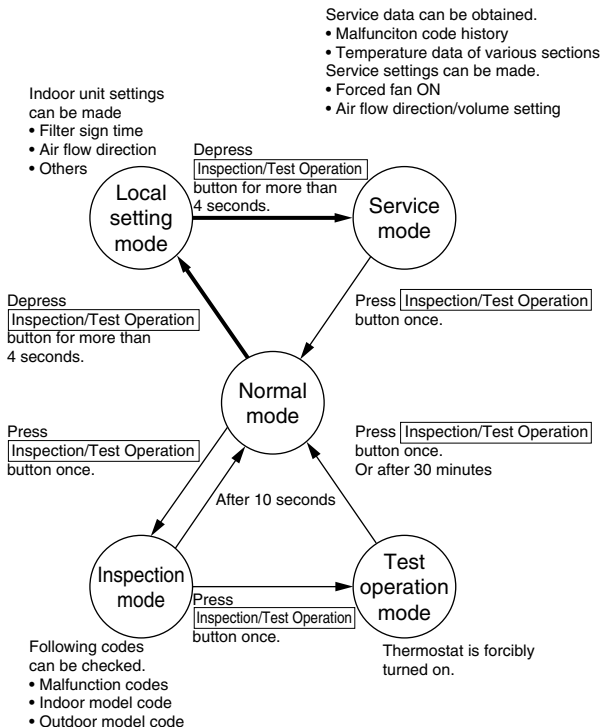 Service data can be obtained.
• Malfunciton code history
• Temperature data of various sections
Service settings can be made.
• Forced fan ON
• Air flow direction/volume setting
Indoor unit settings
can be made
• Filter sign time
• Air flow direction
• Others
Depress
Inspection/Test Operation
button for more than
4 seconds.
Local
setting
mode
Service
mode
Depress
Inspection/Test Operation
button for more than
4 seconds.
Press Inspection/Test Operation
button once.
Normal
mode
Press
Inspection/Test Operation
button once.
Press Inspection/Test Operation
button once.
Or after 30 minutes
After 10 seconds
Inspection
mode
Test
operation
mode
Press
Inspection/Test Operation
button once.
Following codes
can be checked.
• Malfunction codes
• Indoor model code
• Outdoor model code
Thermostat is forcibly
turned on.